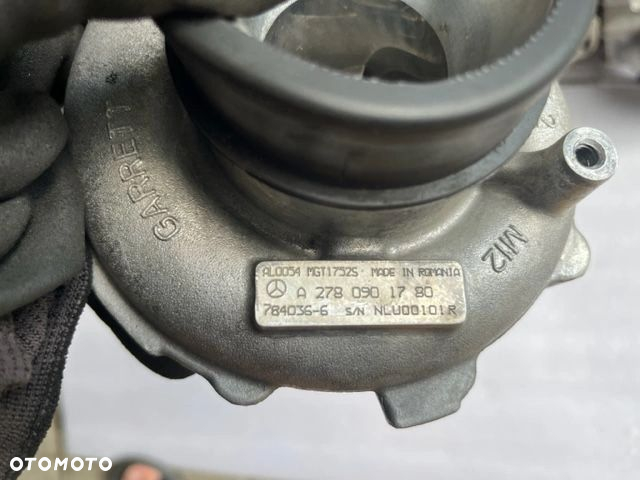 GARRETT
AL0054 MGT1752S MADE IN ROMANIA
A 278 090 17 80
784036-6 S/N NLU00101R
M12
OTOMOTO